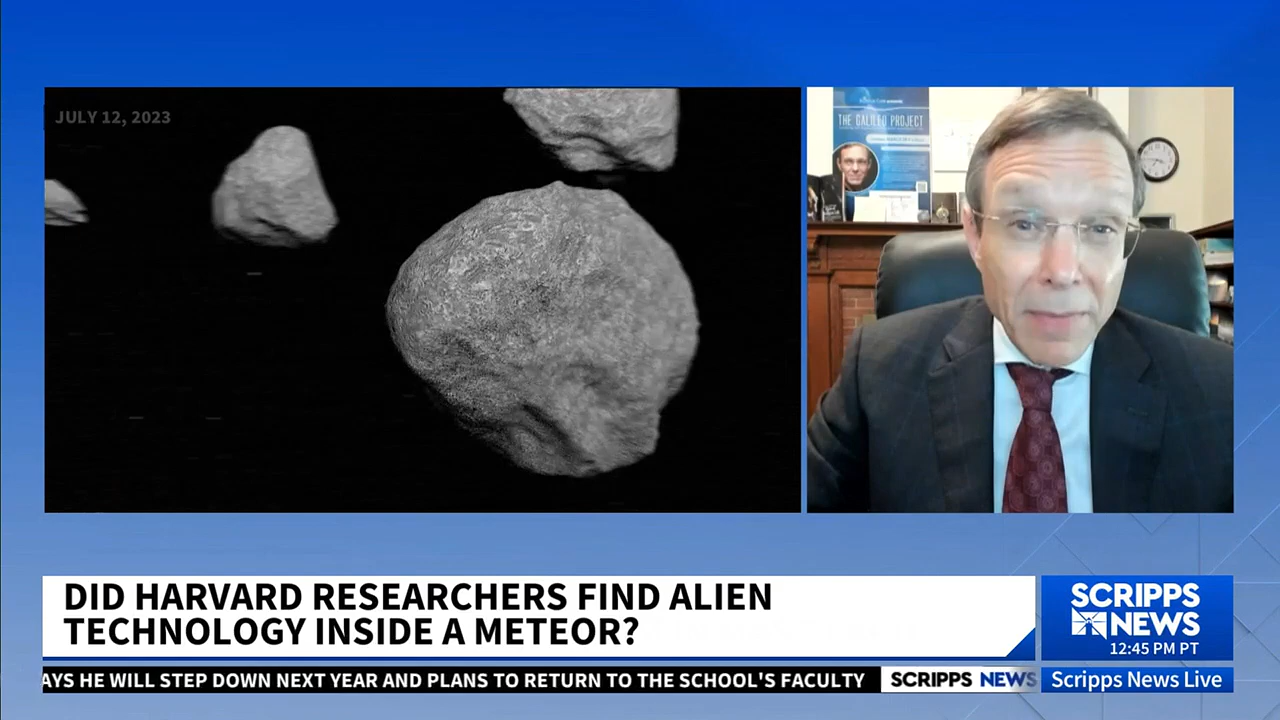 JULY 12, 2023
THE GALILEO PROJECT
DID HARVARD RESEARCHERS FIND ALIEN
TECHNOLOGY INSIDE A METEOR?
SCRIPPS
NEWS
12:45 PM PT
AYS HE WILL STEP DOWN NEXT YEAR AND PLANS TO RETURN TO THE SCHOOL'S FACULTY
SCRIPPS NEWS
Scripps News Live